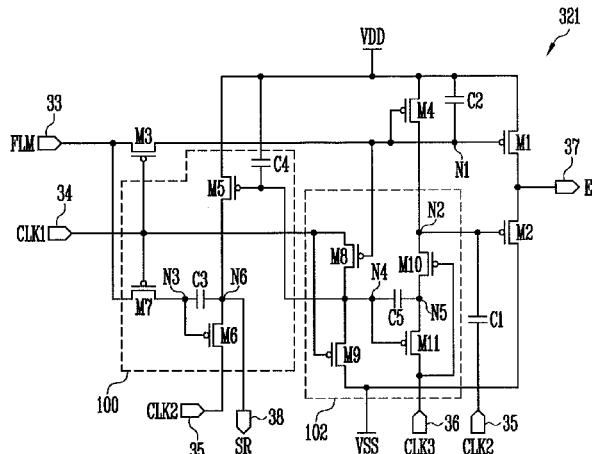 321
VDD
33
FLM
M3
M4
C2
M1
N1
37
E
34
CLK1
C4
M5
N2
M2
M8
M10
N3
C3
N6
N4
C5
N5
M7
M6
M9
M11
C1
100
CLK2
35
SR
38
102
VSS
CLK3
36
CLK2
35